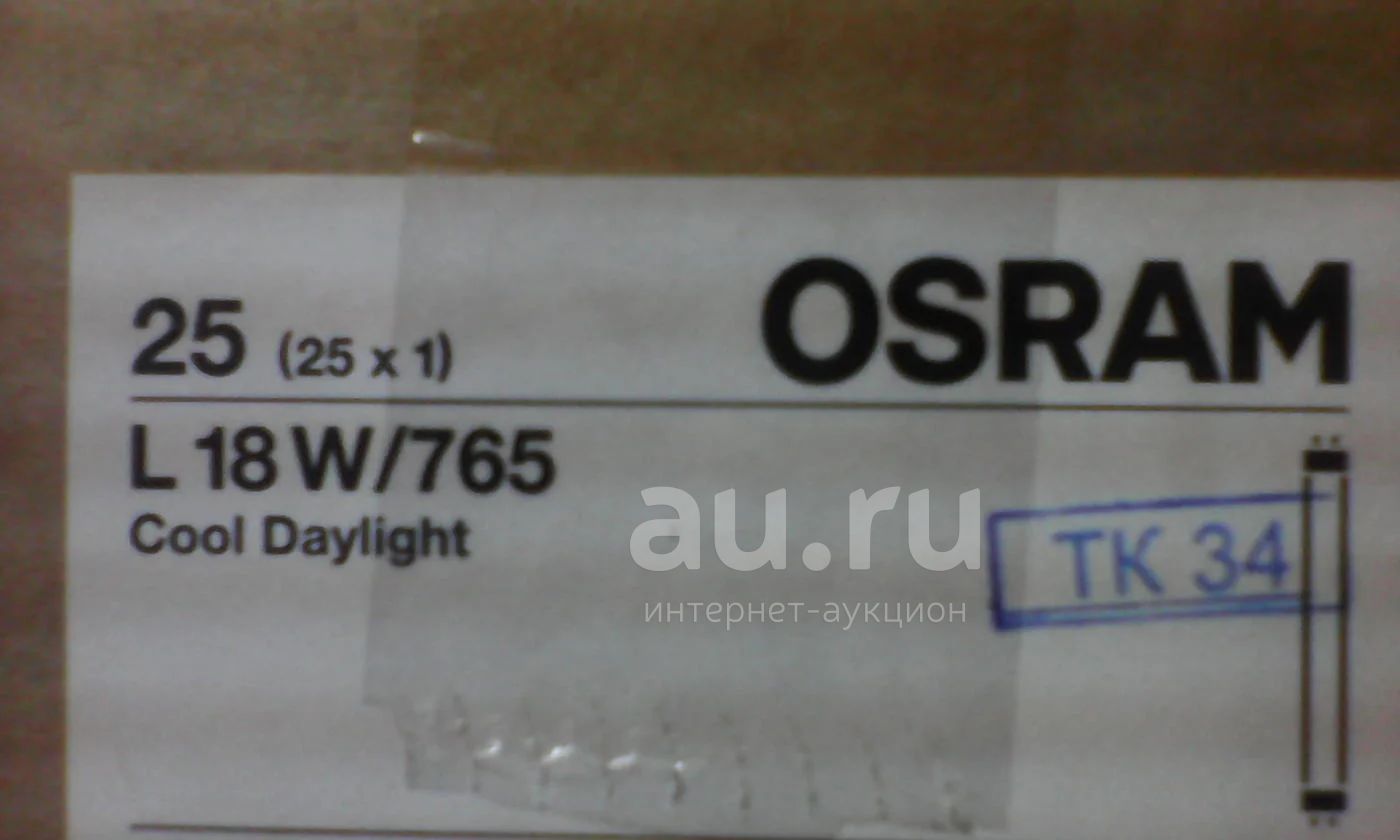 OSRAM
25 (25 x 1)
L 18 W/765
Cool Daylight
au.ru
интернет-аукцион
TK 34